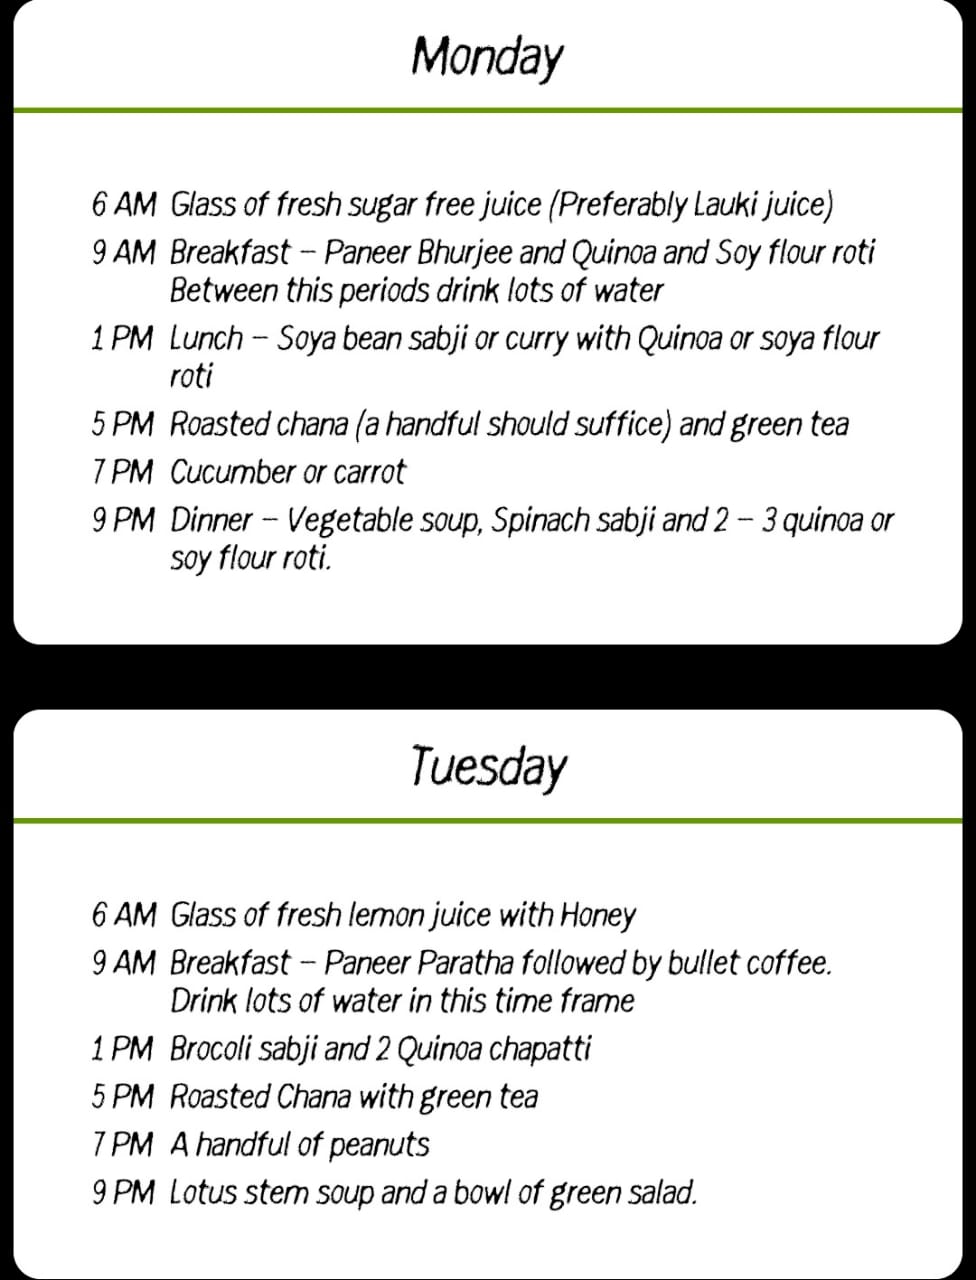 Monday
6 AM Glass of fresh sugar free juice (Preferably Lauki juice)
9 AM Breakfast – Paneer Bhurjee and Quinoa and Soy flour roti
Between this periods drink lots of water
1 PM Lunch – Soya bean sabji or curry with Quinoa or soya flour
roti
5 PM Roasted chana (a handful should suffice) and green tea
7 PM Cucumber or carrot
9 PM Dinner – Vegetable soup, Spinach sabji and 2 – 3 quinoa or
soy flour roti.
Tuesday
6 AM Glass of fresh lemon juice with Honey
9 AM Breakfast – Paneer Paratha followed by bullet coffee.
Drink lots of water in this time frame
1 PM Brocoli sabji and 2 Quinoa chapatti
5 PM Roasted Chana with green tea
7 PM A handful of peanuts
9 PM Lotus stem soup and a bowl of green salad.